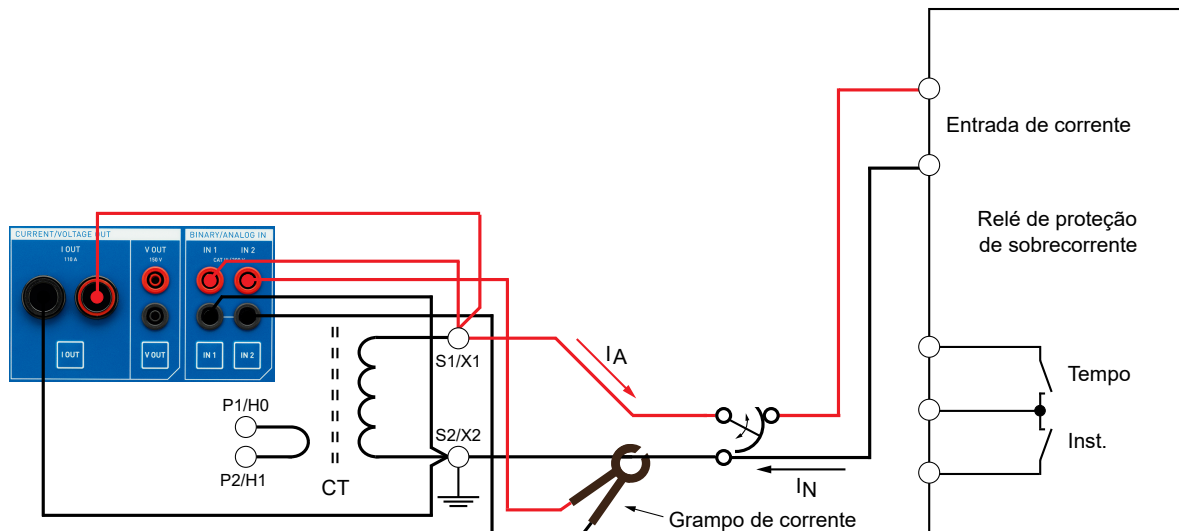 Entrada de corrente
Relé de proteção
de sobrecorrente
CURRENT/VOLTAGE OUT
BINARY/ANALOG IN
I OUT
110 A
V OUT
150 V
IN 1
IN 2
I OUT
V OUT
IN 1
IN 2
S1/X1
IA
Tempo
P1/H0
S2/X2
Inst.
P2/H1
CT
IN
Grampo de corrente